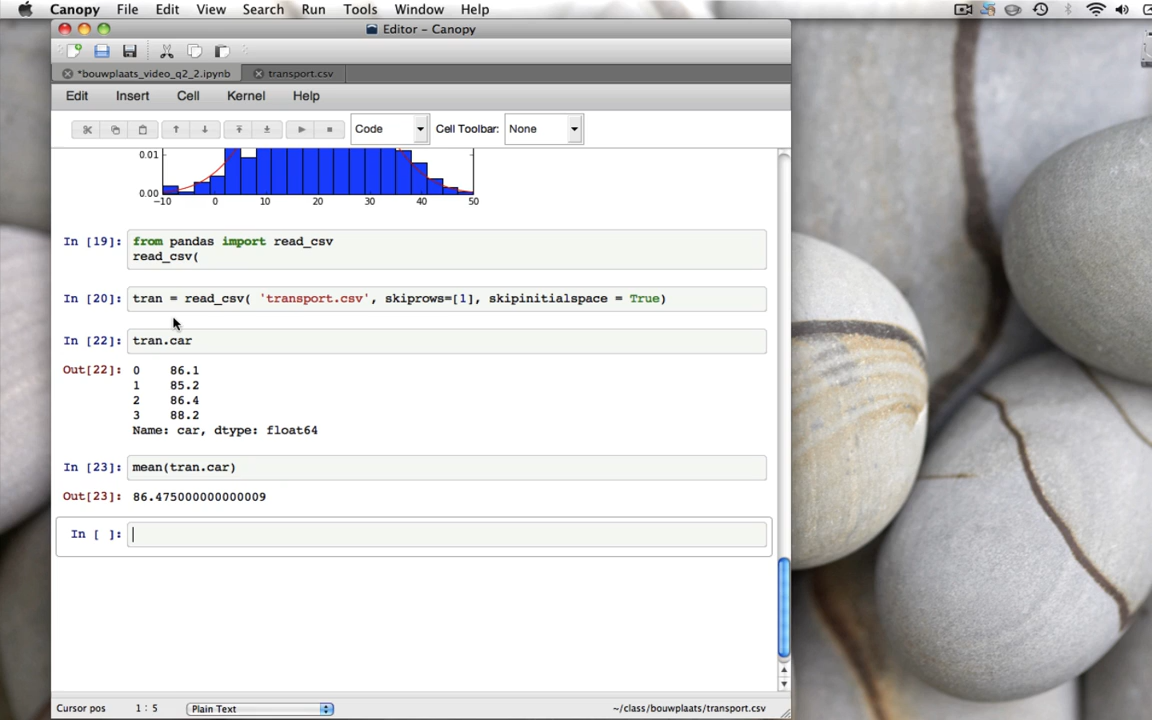 Canopy File Edit View Search Run Tools Window Help
Editor – Canopy
*bouwplaats_video_q2_2.ipynb transport.csv
Edit Insert Cell Kernel Help
Code Cell Toolbar: None
0.01
0.00
−10 0 10 20 30 40 50
In [19]: from pandas import read_csv
read_csv(
In [20]: tran = read_csv( 'transport.csv', skiprows=[1], skipinitialspace = True)
In [22]: tran.car
Out[22]: 0 86.1
1 85.2
2 86.4
3 88.2
Name: car, dtype: float64
In [23]: mean(tran.car)
Out[23]: 86.475000000000009
In [ ]:
Cursor pos 1 : 5 Plain Text ~/class/bouwplaats/transport.csv